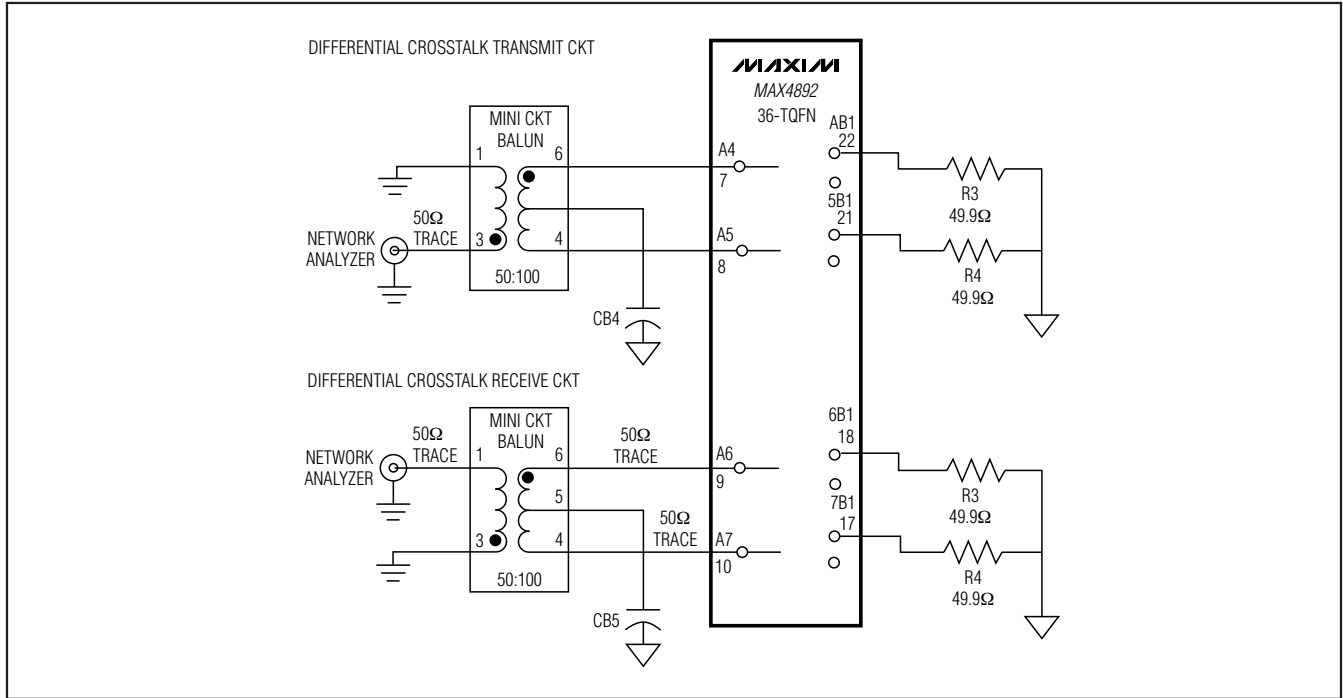 DIFFERENTIAL CROSSTALK TRANSMIT CKT
MAXIM
MAX4892
36-TQFN
MINI CKT
BALUN
1
6
50Ω
TRACE
NETWORK
ANALYZER
3
4
50:100
CB4
A4
7
A5
8
AB1
22
5B1
21
R3
49.9Ω
R4
49.9Ω
DIFFERENTIAL CROSSTALK RECEIVE CKT
MINI CKT
BALUN
50Ω
TRACE
NETWORK
ANALYZER
1
6
5
3
4
50:100
50Ω
TRACE
50Ω
TRACE
CB5
A6
9
A7
10
6B1
18
7B1
17
R3
49.9Ω
R4
49.9Ω